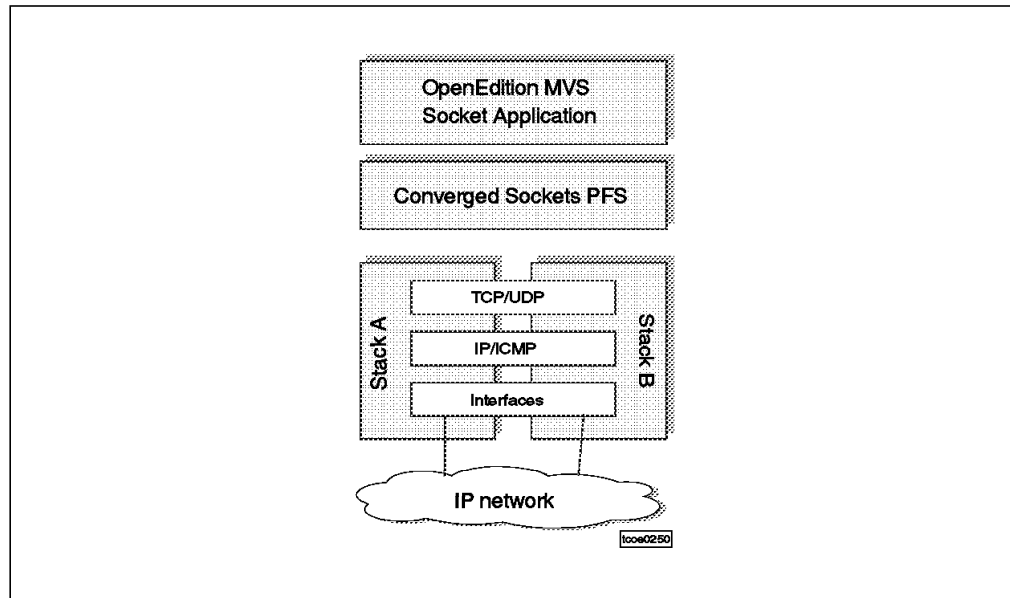 OpenEdition MVS
Socket Application
Converged Sockets PFS
Stack A
TCP/UDP
IP/ICMP
Interfaces
Stack B
IP network
tcoe0250